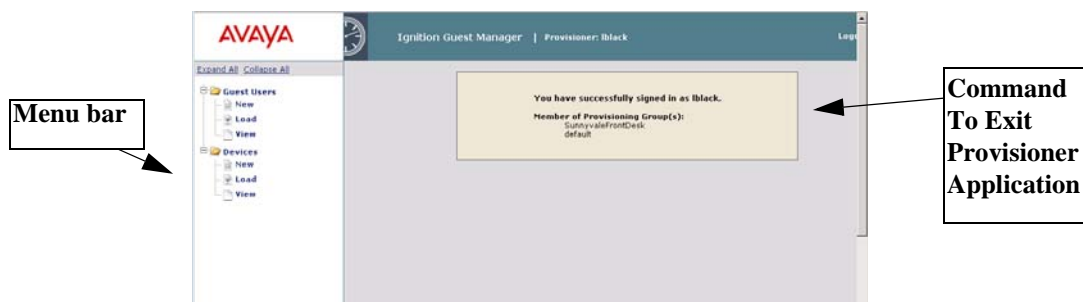 AVAYA
Ignition Guest Manager | Provisioner: lblack
Expand All Collapse All
Guest Users
New
Load
View
Devices
New
Load
View
You have successfully signed in as lblack.
Member of Provisioning Group(s):
SunnyvaleFrontDesk
default
Menu bar
Command
To Exit
Provisioner
Application